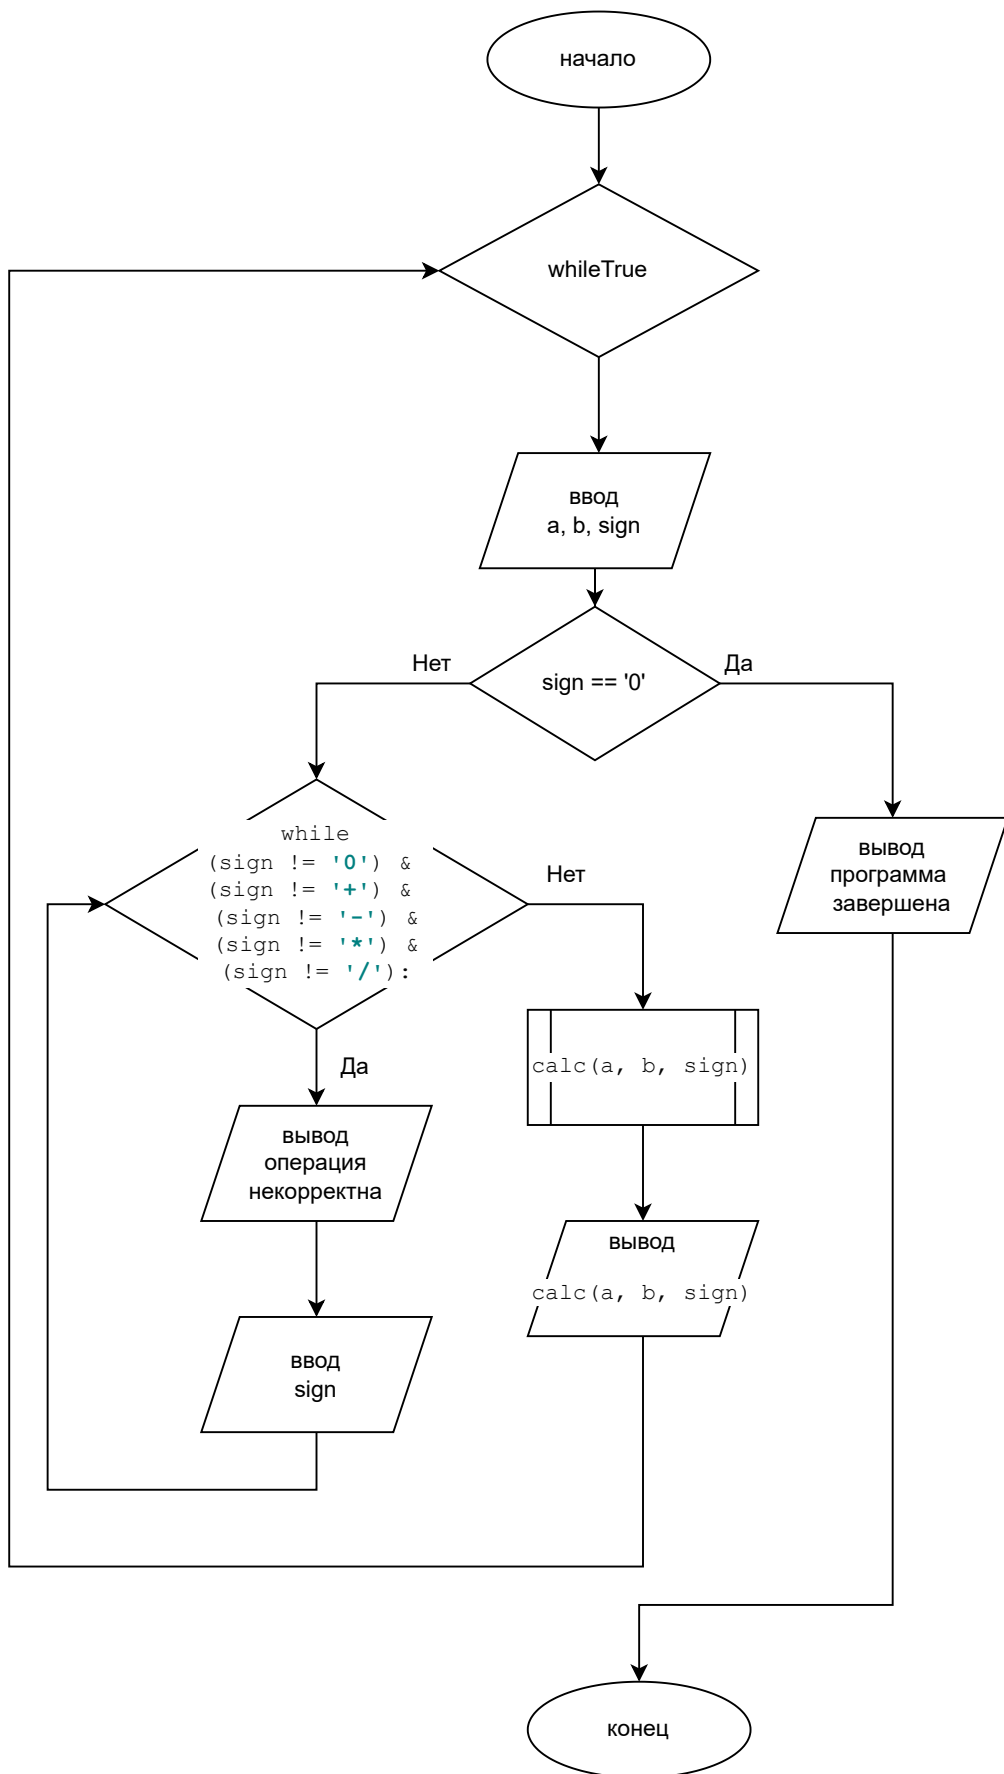 начало
whileTrue
ввод
a, b, sign
Нет
sign == '0'
Да
while
(sign != '0') &
(sign != '+') &
(sign != '-') &
(sign != '*') &
(sign != '/'):
Нет
вывод
программа
завершена
Да
calc(a, b, sign)
вывод
операция
некорректна
вывод
calc(a, b, sign)
ввод
sign
конец